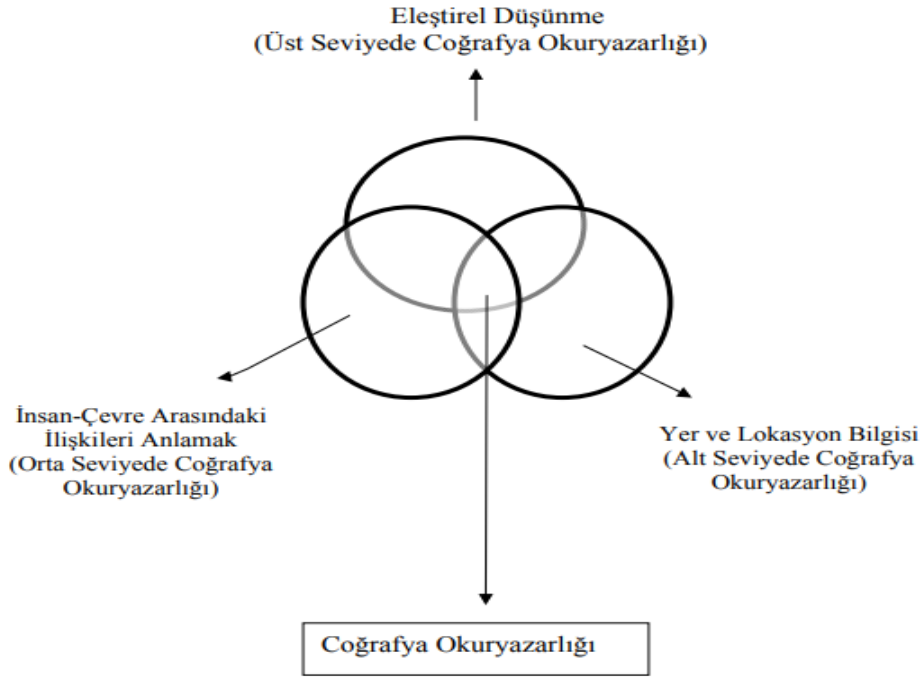 Eleştirel Düşünme
(Üst Seviyede Coğrafya Okuryazarlığı)
İnsan-Çevre Arasındaki
İlişkileri Anlamak
(Orta Seviyede Coğrafya
Okuryazarlığı)
Yer ve Lokasyon Bilgisi
(Alt Seviyede Coğrafya
Okuryazarlığı)
Coğrafya Okuryazarlığı